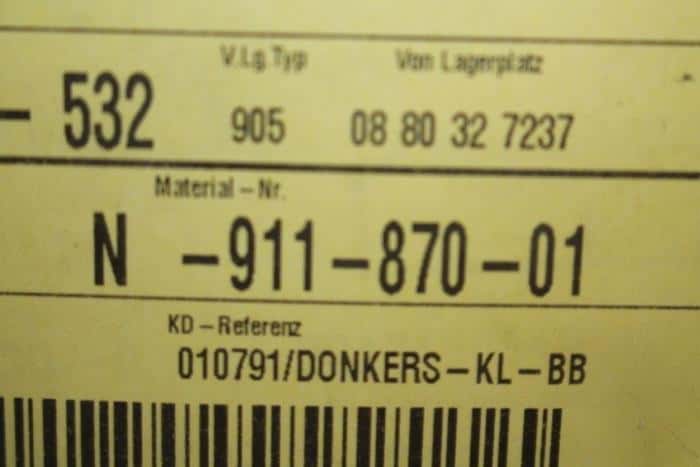 V.Lg.Typ Von Lagerplatz
- 532 905 08 80 32 7237
Material-Nr.
N -911-870-01
KD-Referenz
010791/DONKERS-KL-BB